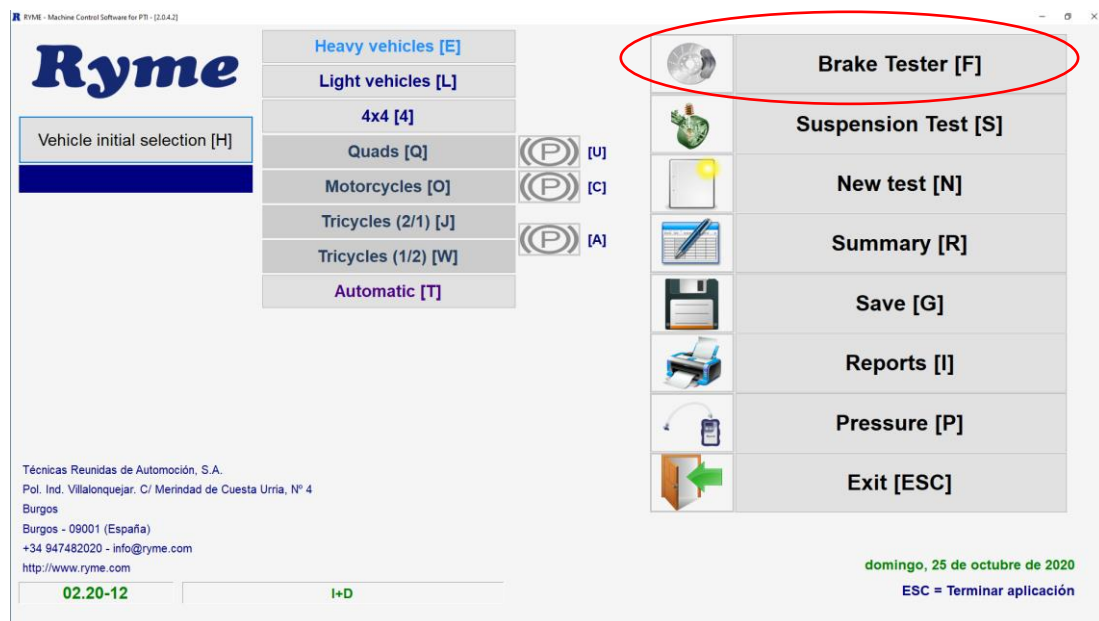 RYME - Machine Control Software for PTI - [2.0.4.2]
Ryme
Vehicle initial selection [H]
Heavy vehicles [E]
Light vehicles [L]
4x4 [4]
Quads [Q]
(P) [U]
Motorcycles [O]
(P) [C]
Tricycles (2/1) [J]
Tricycles (1/2) [W]
(P) [A]
Automatic [T]
Brake Tester [F]
Suspension Test [S]
New test [N]
Summary [R]
Save [G]
Reports [I]
Pressure [P]
Exit [ESC]
Técnicas Reunidas de Automoción, S.A.
Pol. Ind. Villalonquejar. C/ Merindad de Cuesta Urria, Nº 4
Burgos
Burgos - 09001 (España)
+34 947482020 - info@ryme.com
http://www.ryme.com
02.20-12
I+D
domingo, 25 de octubre de 2020
ESC = Terminar aplicación